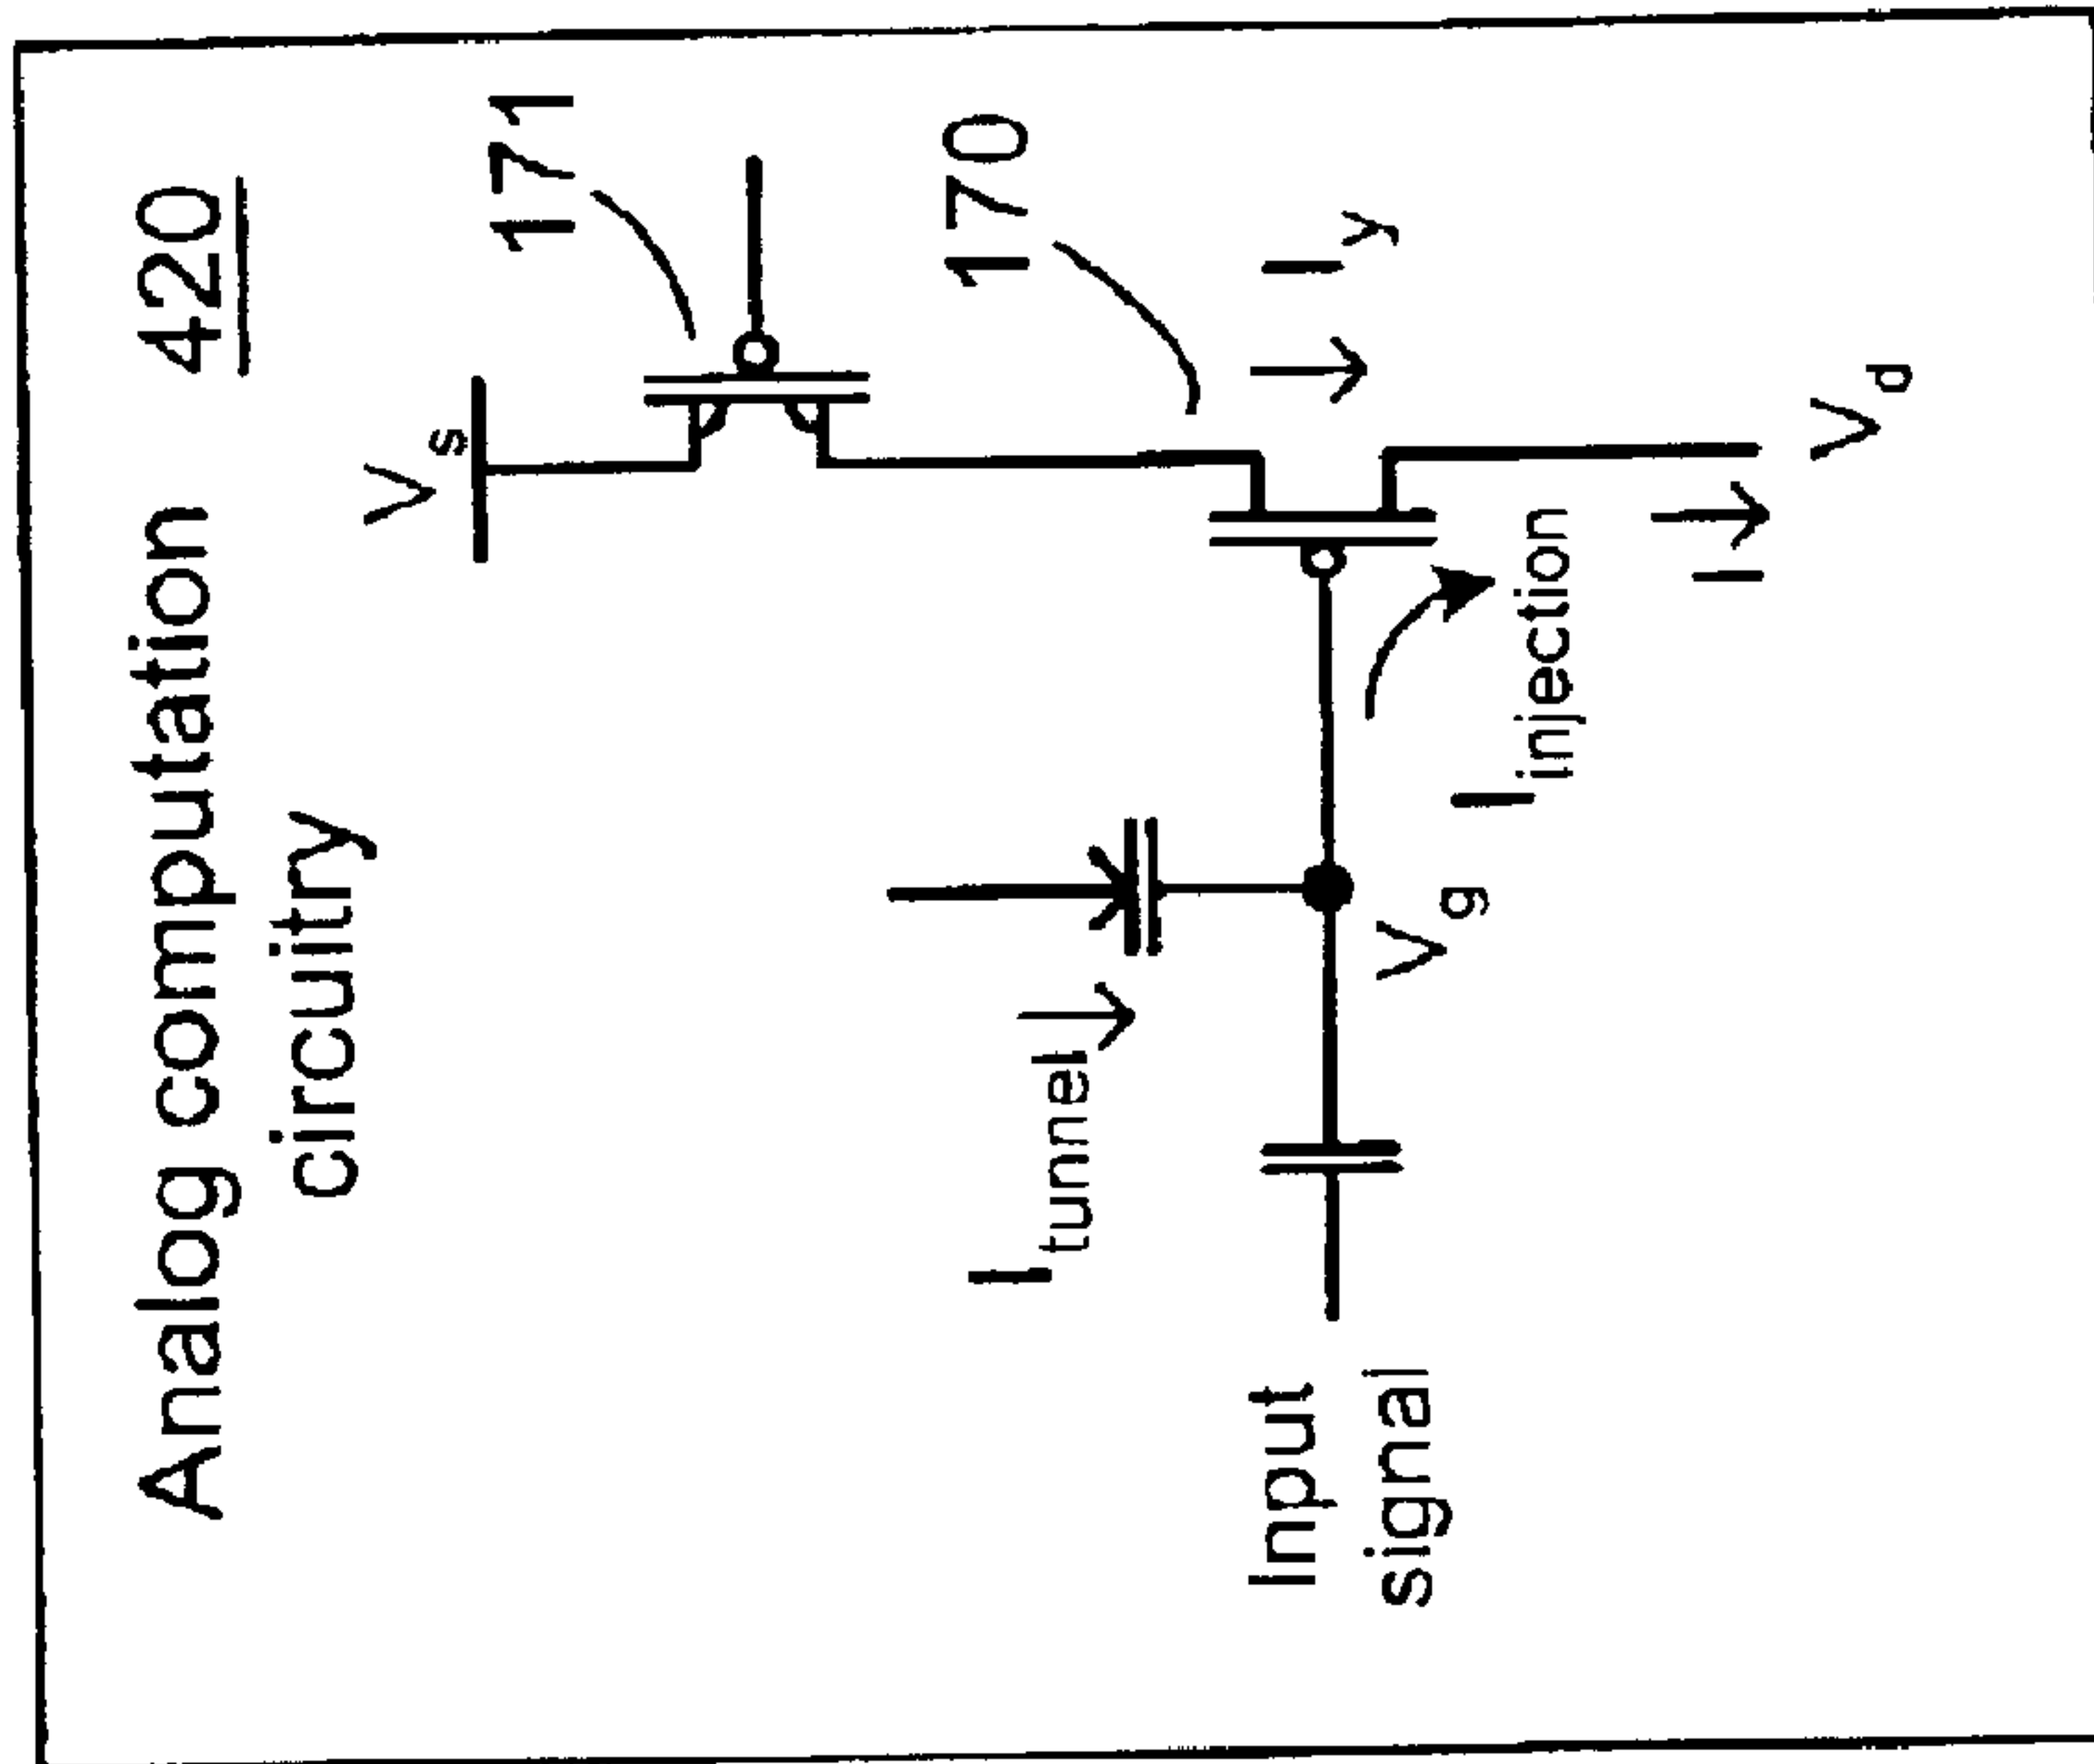 Analog computation 420
circuitry
Vs
171
170
Itunnel
Iy
Input
signal
Vg
Iinjection
I
Vd